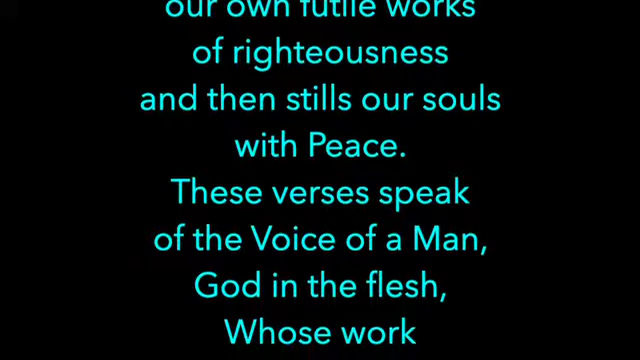 our own futile works
of righteousness
and then stills our souls
with Peace.
These verses speak
of the Voice of a Man,
God in the flesh,
Whose work